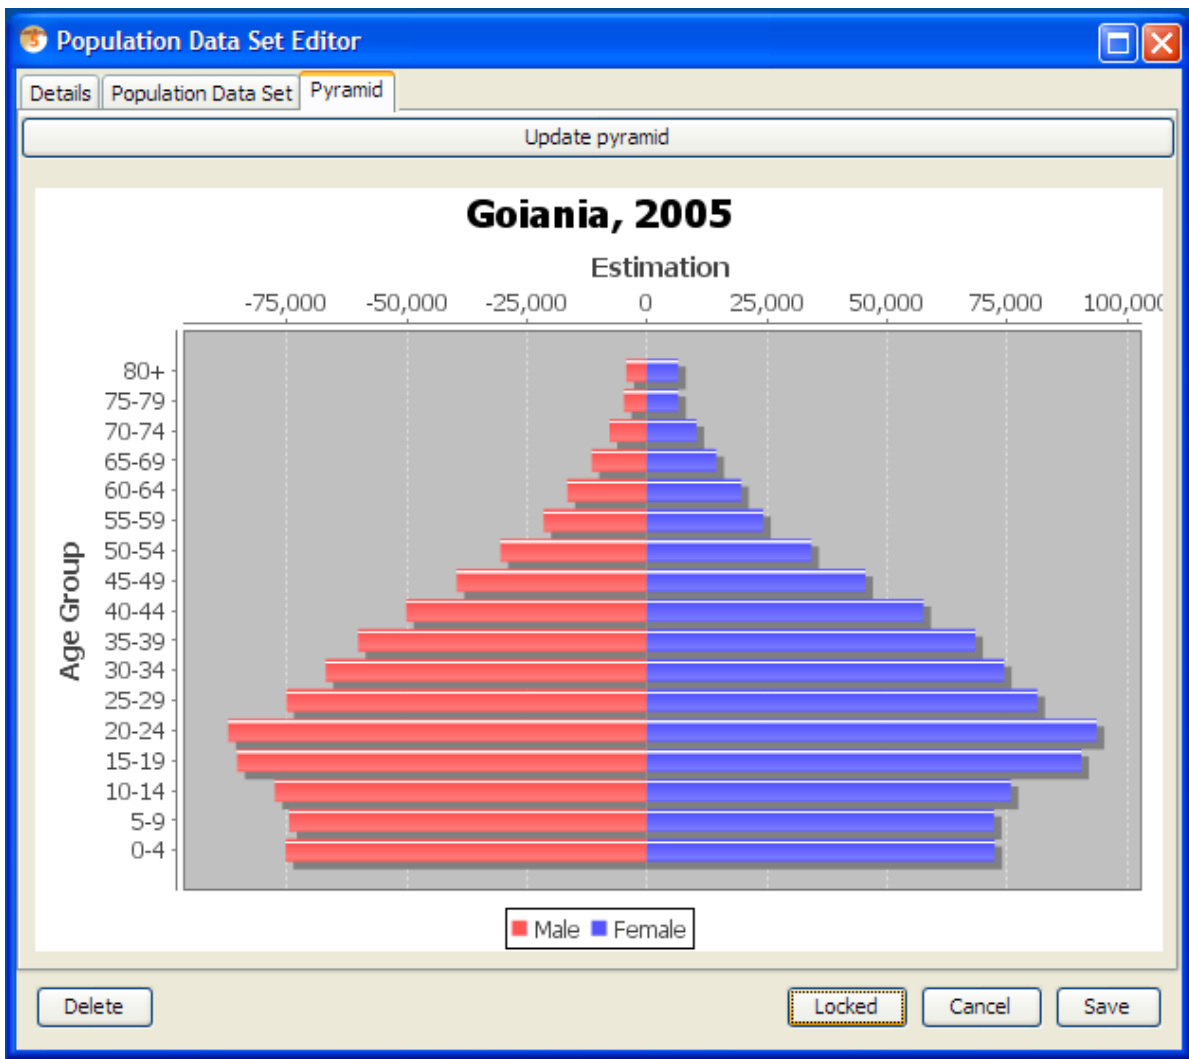 5 Population Data Set Editor
Details Population Data Set Pyramid
Update pyramid
Goiania, 2005
Estimation
-75,000 -50,000 -25,000 0 25,000 50,000 75,000 100,000
80+
75-79
70-74
65-69
60-64
55-59
50-54
45-49
40-44
35-39
30-34
25-29
20-24
15-19
10-14
5-9
0-4
Age Group
Male Female
Delete Locked Cancel Save